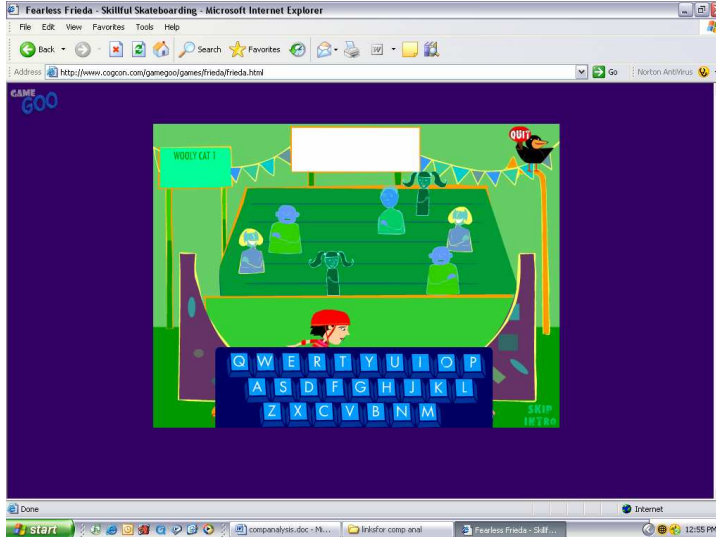 Fearless Frieda - Skillful Skateboarding - Microsoft Internet Explorer
File Edit View Favorites Tools Help
Back Search Favorites
Address http://www.cogcon.com/gamegoo/games/frieda/frieda.html Go Norton AntiVirus
GAME
GOO
QUIT
WOOLY CAT 1
Q W E R T Y U I O P
A S D F G H J K L
Z X C V B N M
SKIP
INTRO
Done Internet
start companalysis.doc - Mi... linksfor comp anal Fearless Frieda - Skillf... 12:55 PM